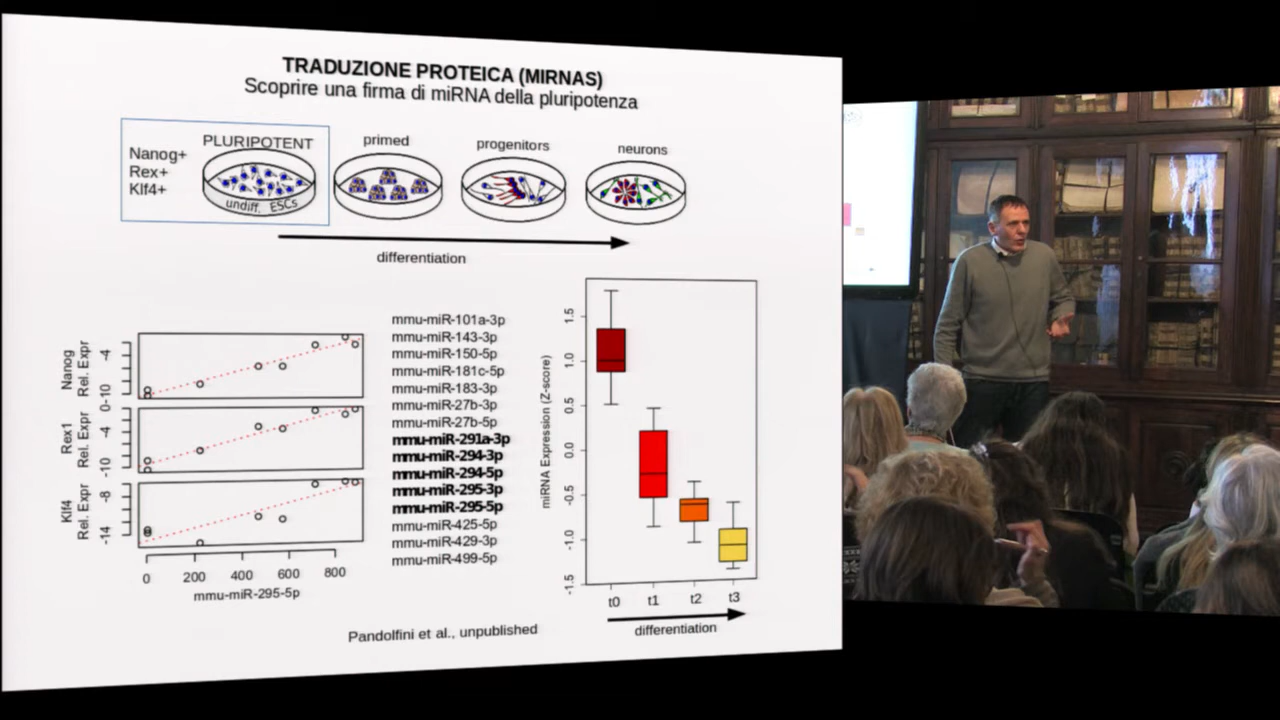 TRADUZIONE PROTEICA (MIRNAS)
Scoprire una firma di miRNA della pluripotenza
PLURIPOTENT
primed
progitors
neurons
Nanog+
Rex+
Klf4+
undiff. ESCs
differentiation
Nanog
Rel. Expr
-10
-4
Rex1
Rel. Expr
-10
-4
0
Klf4
Rel. Expr
-14
-8
0
200
400
600
800
mmu-miR-295-5p
mmu-miR-101a-3p
mmu-miR-143-3p
mmu-miR-150-5p
mmu-miR-181c-5p
mmu-miR-183-3p
mmu-miR-27b-3p
mmu-miR-27b-5p
mmu-miR-291a-3p
mmu-miR-294-3p
mmu-miR-294-5p
mmu-miR-295-3p
mmu-miR-295-5p
mmu-miR-425-5p
mmu-miR-429-3p
mmu-miR-499-5p
miRNA Expression (Z-score)
1.5
1.0
0.5
0.0
-0.5
-1.0
-1.5
t0
t1
t2
t3
differentiation
Pandolfini et al., unpublished